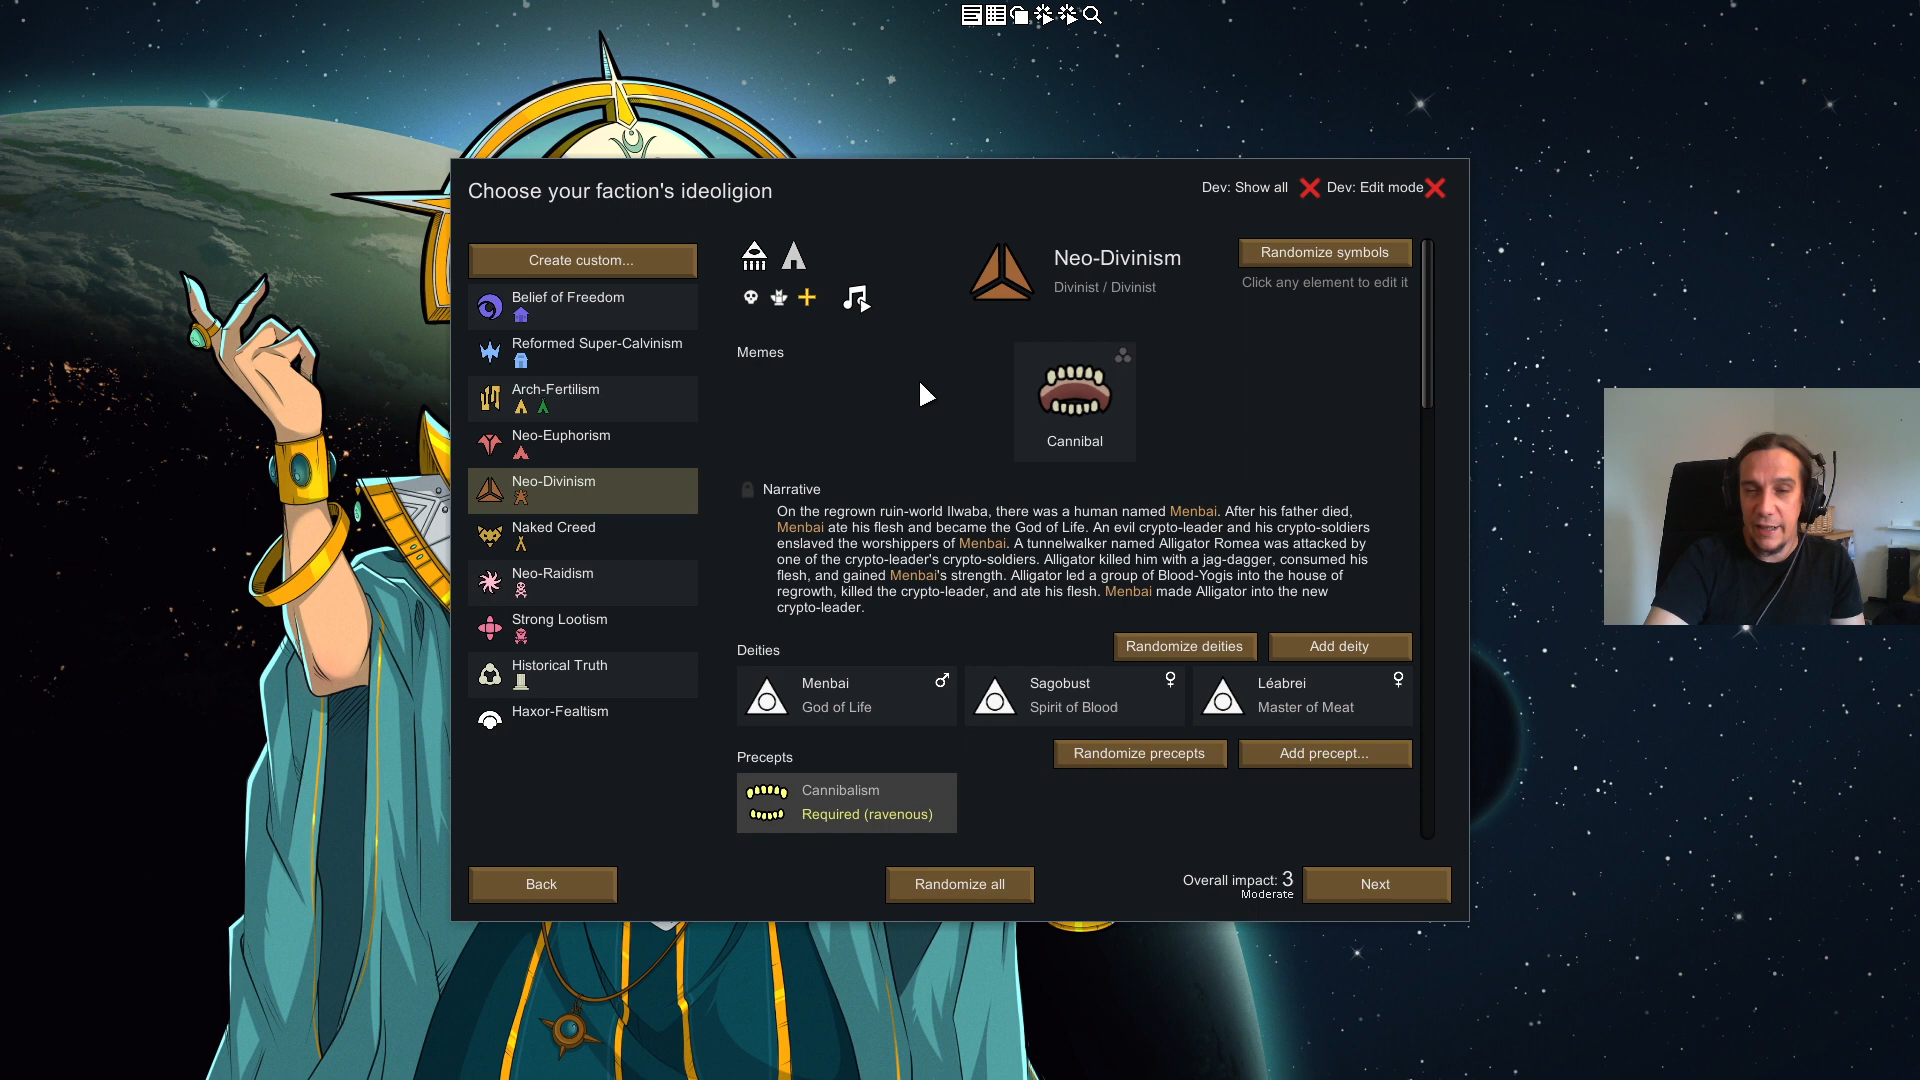 Choose your faction's ideoligion
Dev: Show all
Dev: Edit mode
Create custom...
Belief of Freedom
Reformed Super-Calvinism
Arch-Fertilism
Neo-Euphorism
Neo-Divinism
Naked Creed
Neo-Raidism
Strong Lootism
Historical Truth
Haxor-Fealtism
Neo-Divinism
Divinist / Divinist
Randomize symbols
Click any element to edit it
Memes
Cannibal
Narrative
On the regrown ruin-world Ilwaba, there was a human named Menbai. After his father died,
Menbai ate his flesh and became the God of Life. An evil crypto-leader and his crypto-soldiers
enslaved the worshippers of Menbai. A tunnelwalker named Alligator Romea was attacked by
one of the crypto-leader's crypto-soldiers. Alligator killed him with a jag-dagger, consumed his
flesh, and gained Menbai's strength. Alligator led a group of Blood-Yogis into the house of
regrowth, killed the crypto-leader, and ate his flesh. Menbai made Alligator into the new
crypto-leader.
Deities
Randomize deities
Add deity
Menbai
God of Life
Sagobust
Spirit of Blood
Léabrei
Master of Meat
Precepts
Randomize precepts
Add precept...
Cannibalism
Required (ravenous)
Back
Randomize all
Overall impact: 3
Moderate
Next